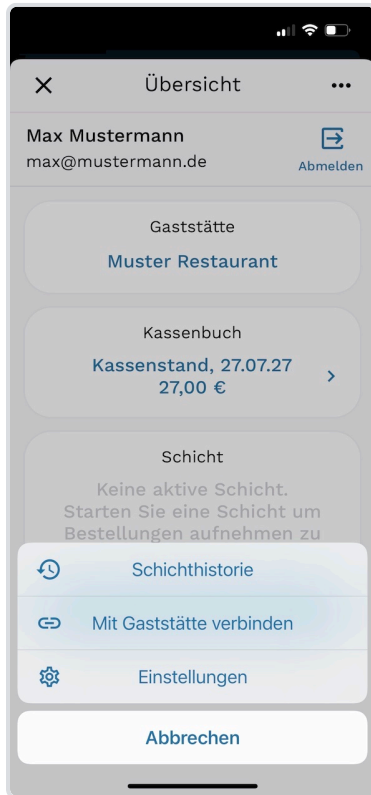 Übersicht
Max Mustermann
max@mustermann.de
Abmelden
Gaststätte
Muster Restaurant
Kassenbuch
Kassenstand, 27.07.27
27,00 €
Schicht
Keine aktive Schicht.
Starten Sie eine Schicht um
Bestellungen aufnehmen zu
Schichthistorie
Mit Gaststätte verbinden
Einstellungen
Abbrechen